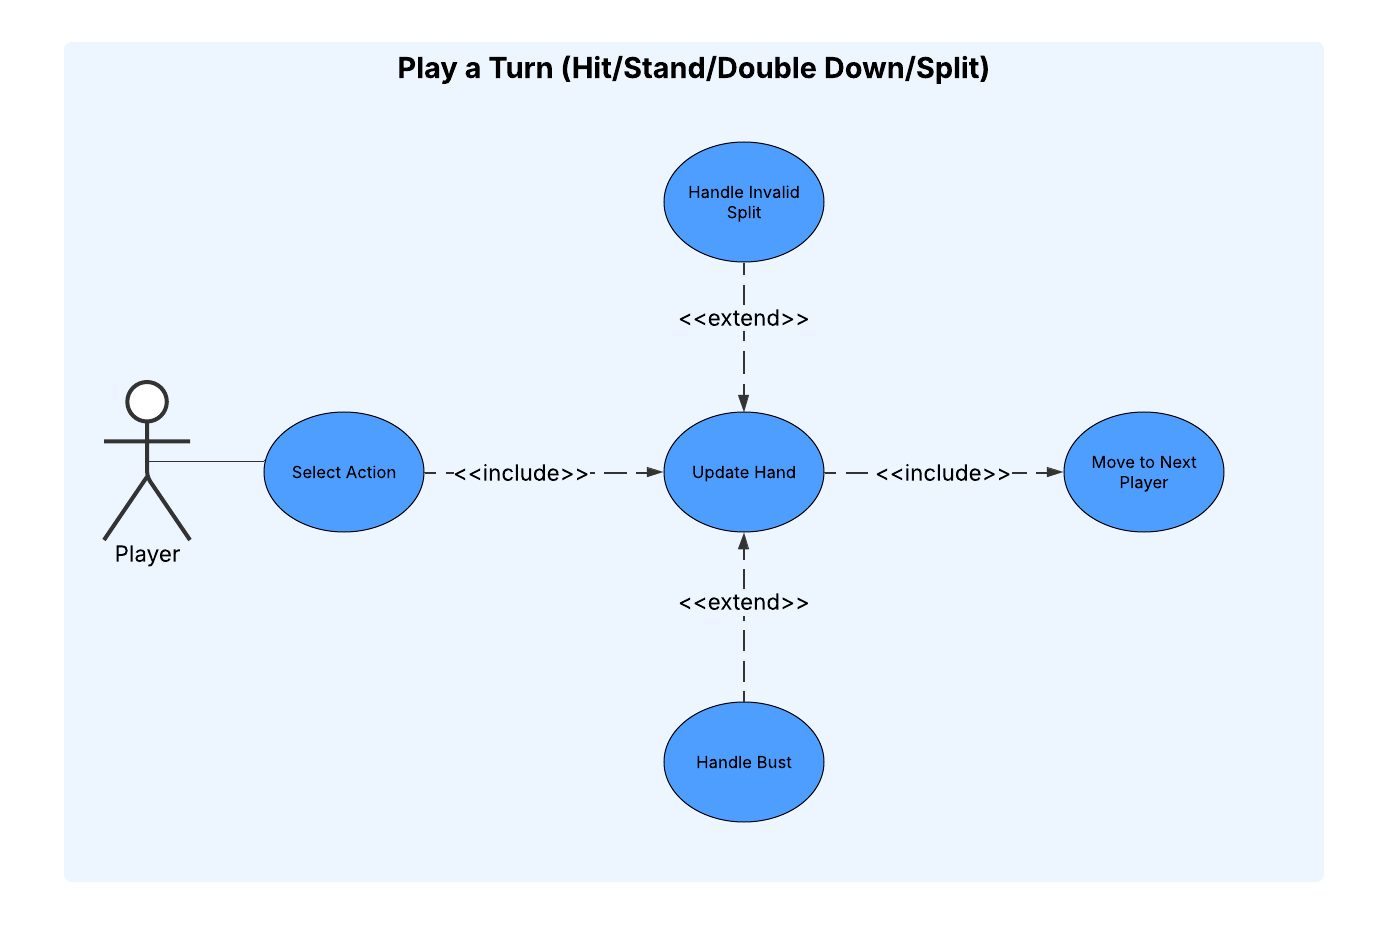 Play a Turn (Hit/Stand/Double Down/Split)
Handle Invalid
Split
<<extend>>
Player
Select Action
<<include>>
Update Hand
<<include>>
Move to Next
Player
<<extend>>
Handle Bust